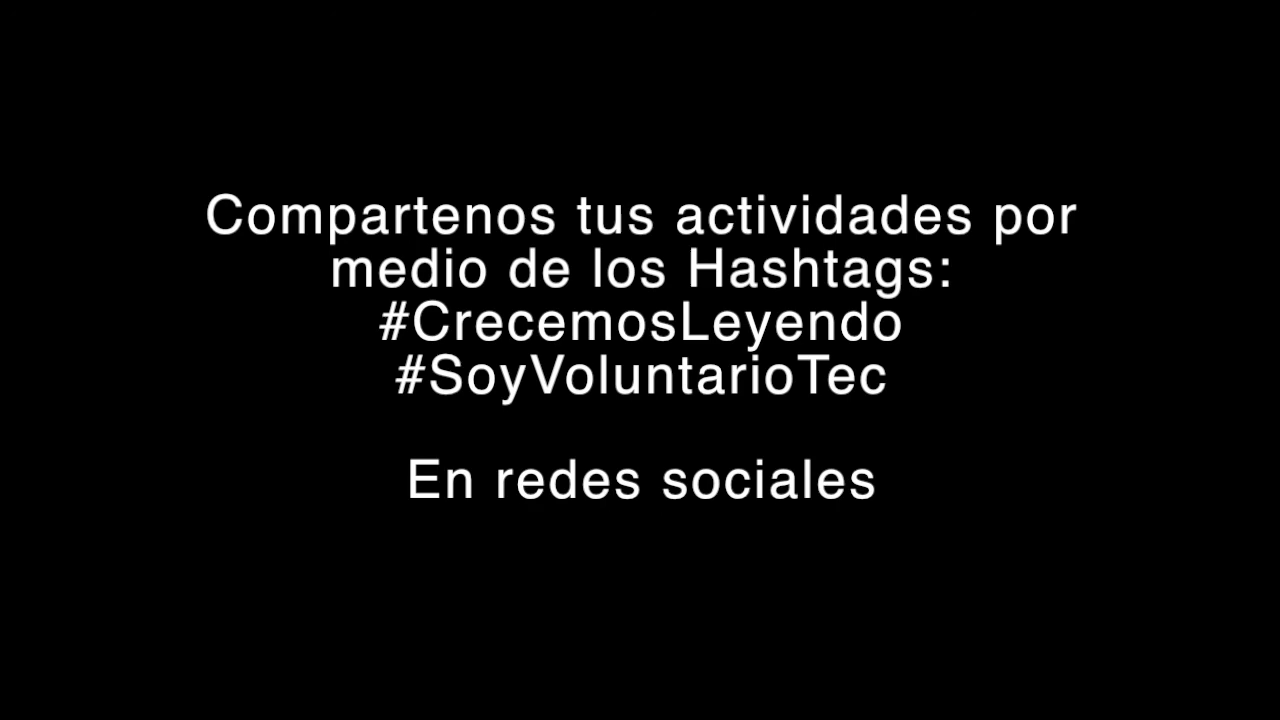 Compartenos tus actividades por
medio de los Hashtags:
#CrecemosLeyendo
#SoyVoluntarioTec
En redes sociales